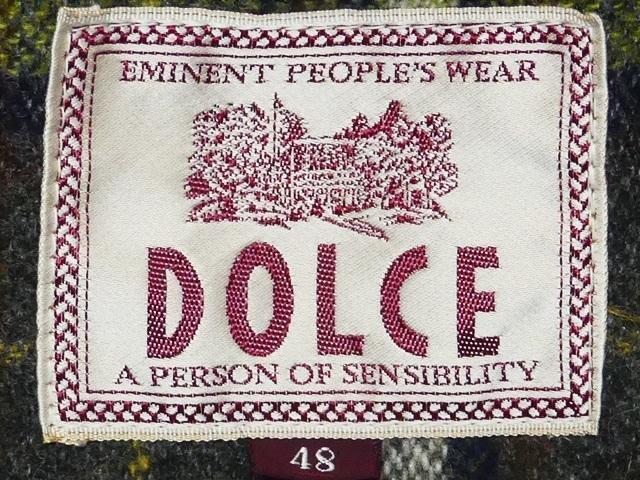 EMINENT PEOPLE'S WEAR
DOLCE
A PERSON OF SENSIBILITY
48